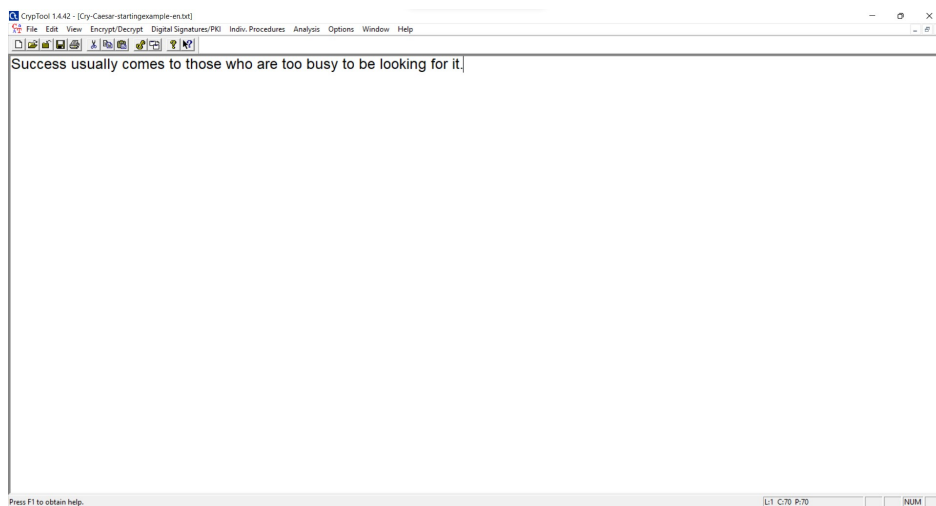 CrypTool 1.4.42 - [Cry-Caesar-startingexample-en.txt]
File Edit View Encrypt/Decrypt Digital Signatures/PKI Indiv. Procedures Analysis Options Window Help
Success usually comes to those who are too busy to be looking for it.
Press F1 to obtain help. L:1 C:70 P:70 NUM